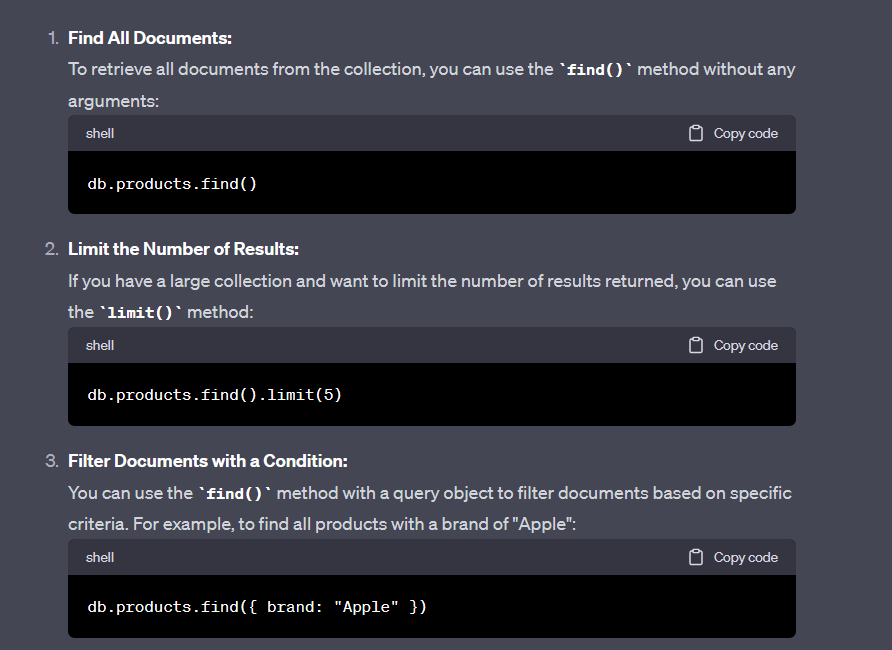 1. Find All Documents:
To retrieve all documents from the collection, you can use the `find()` method without any
arguments:
shell Copy code
db.products.find()
2. Limit the Number of Results:
If you have a large collection and want to limit the number of results returned, you can use
the `limit()` method:
shell Copy code
db.products.find().limit(5)
3. Filter Documents with a Condition:
You can use the `find()` method with a query object to filter documents based on specific
criteria. For example, to find all products with a brand of "Apple":
shell Copy code
db.products.find({ brand: "Apple" })